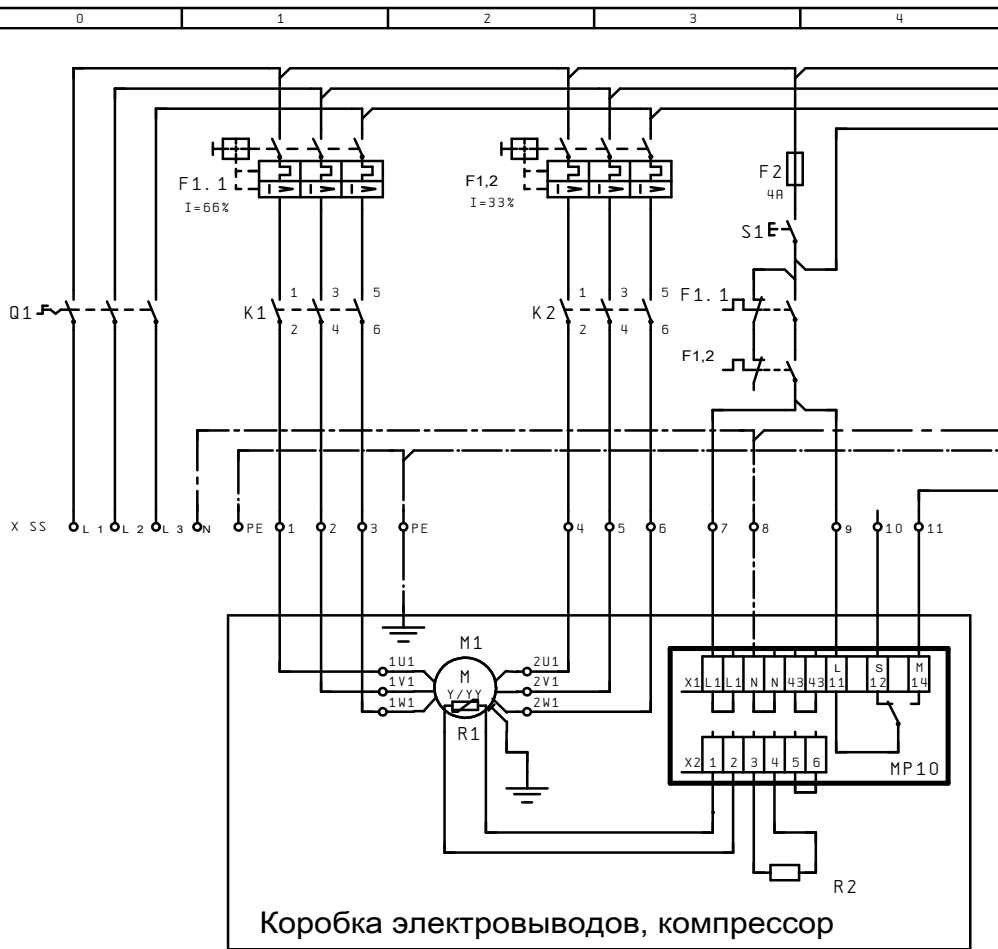 0 1 2 3 4
F1.1
I=66%
F1,2
I=33%
F2
4A
S1
Q1
K1
1 3 5
2 4 6
K2
1 3 5
2 4 6
F1.1
F1,2
X SS L 1 L 2 L 3 N PE 1 2 3 PE 4 5 6 7 8 9 10 11
M1
1U1
1V1
1W1
M
Y/YY
R1
2U1
2V1
2W1
L S M
X1 L1 L1 N N 43 43 11 12 14
X2 1 2 3 4 5 6
MP10
R2
Коробка электровыводов, компрессор